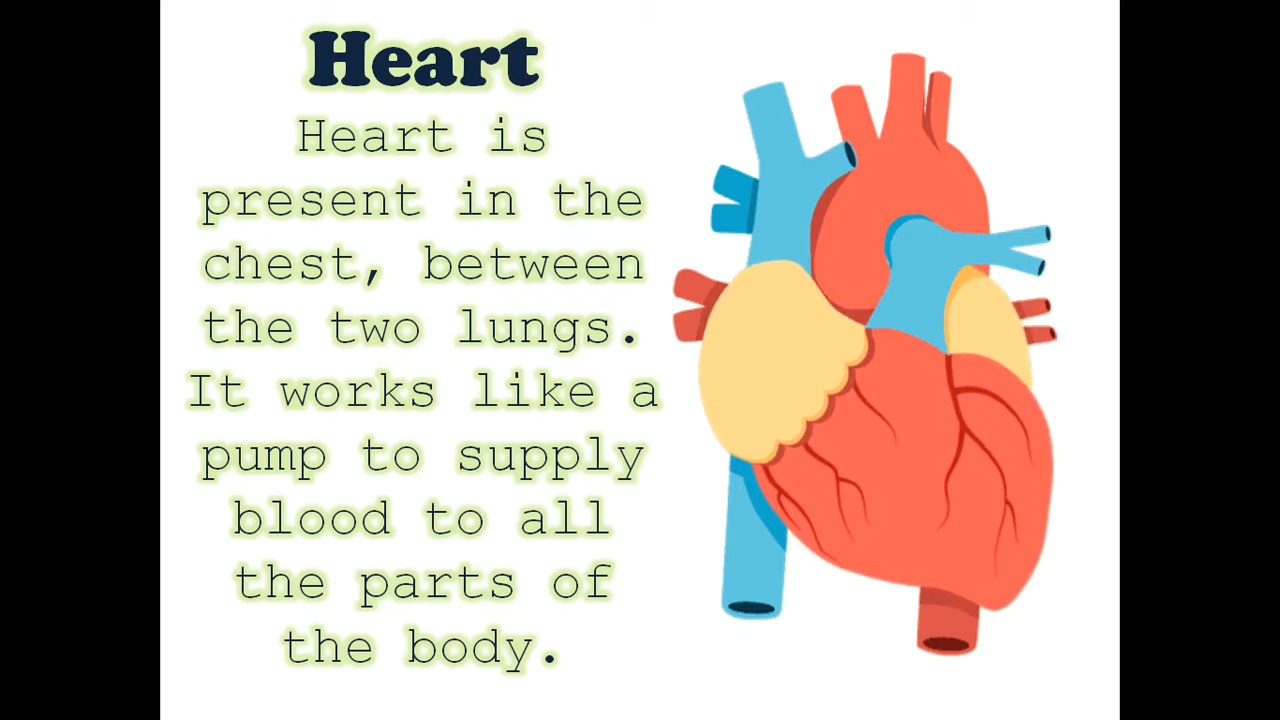 Heart
Heart is
present in the
chest, between
the two lungs.
It works like a
pump to supply
blood to all
the parts of
the body.